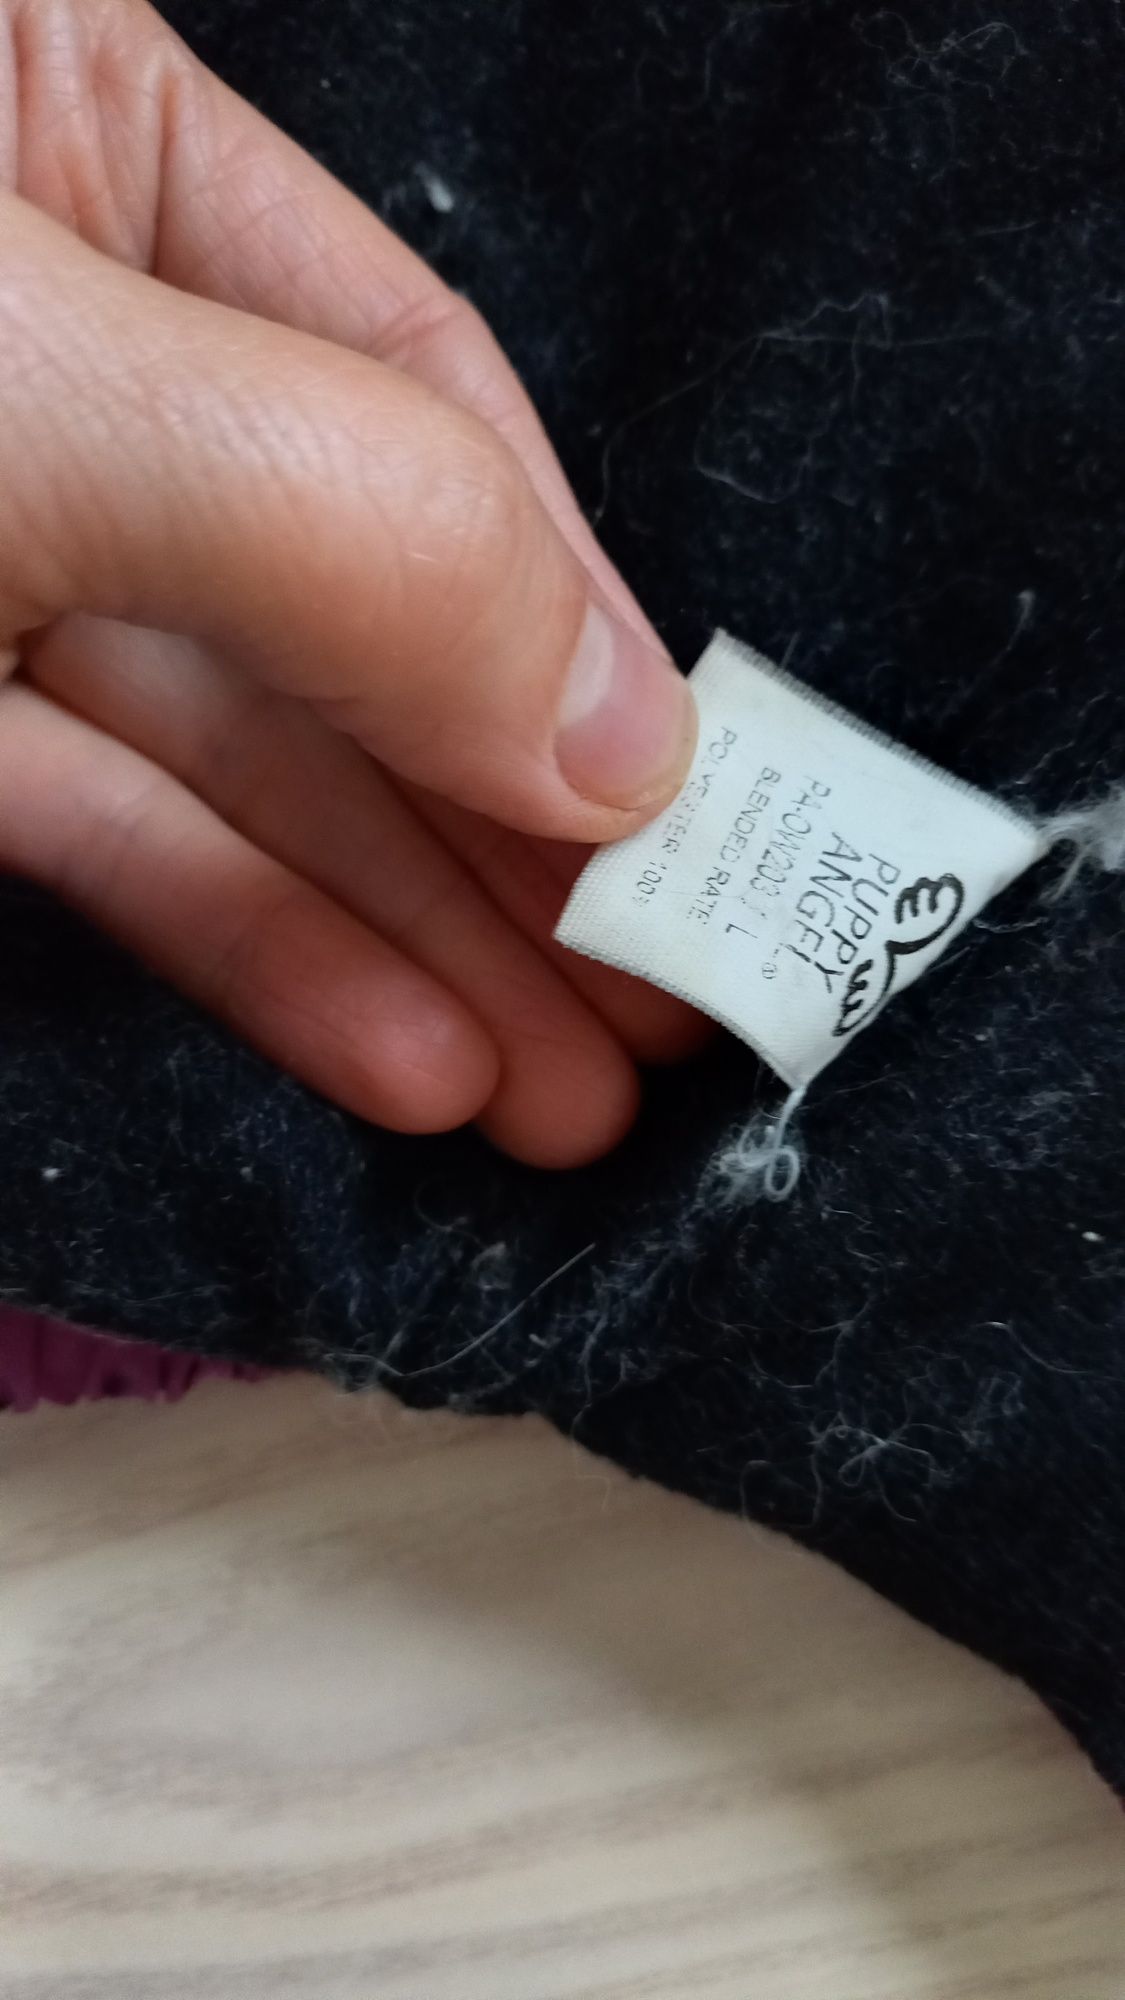 PUPPY
ANGEL®
PA-OW203 / L
BLENDED RATE:
POLYESTER 100%